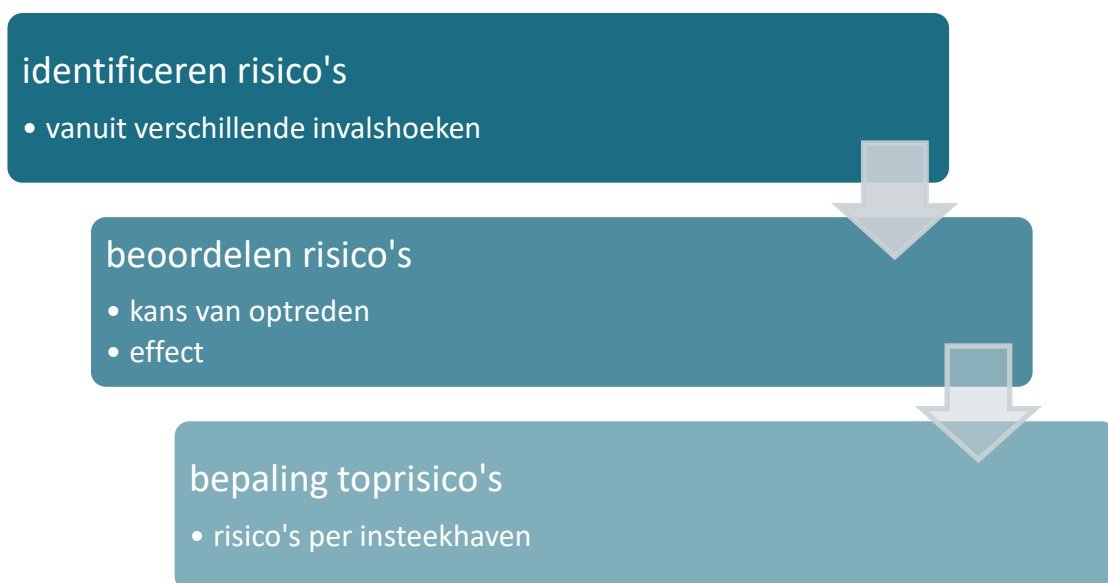 identificeren risico's
• vanuit verschillende invalshoeken
beoordelen risico's
• kans van optreden
• effect
bepaling toprisico's
• risico's per insteekhaven